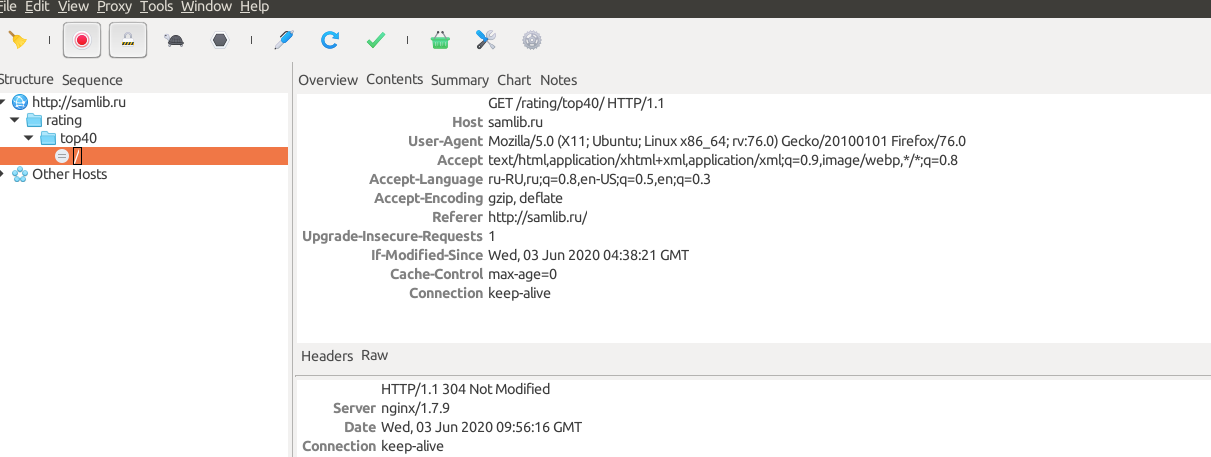 File Edit View Proxy Tools Window Help
Structure Sequence
http://samlib.ru
rating
top40
/
Other Hosts
Overview Contents Summary Chart Notes
GET /rating/top40/ HTTP/1.1
Host samlib.ru
User-Agent Mozilla/5.0 (X11; Ubuntu; Linux x86_64; rv:76.0) Gecko/20100101 Firefox/76.0
Accept text/html,application/xhtml+xml,application/xml;q=0.9,image/webp,*/*;q=0.8
Accept-Language ru-RU,ru;q=0.8,en-US;q=0.5,en;q=0.3
Accept-Encoding gzip, deflate
Referer http://samlib.ru/
Upgrade-Insecure-Requests 1
If-Modified-Since Wed, 03 Jun 2020 04:38:21 GMT
Cache-Control max-age=0
Connection keep-alive
Headers Raw
HTTP/1.1 304 Not Modified
Server nginx/1.7.9
Date Wed, 03 Jun 2020 09:56:16 GMT
Connection keep-alive